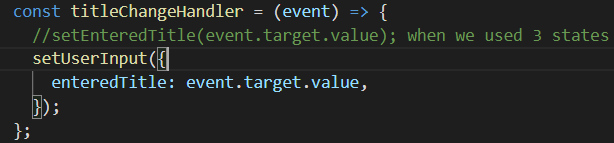 const titleChangeHandler = (event) => {
//setEnteredTitle(event.target.value); when we used 3 states
setUserInput({
enteredTitle: event.target.value,
});
};